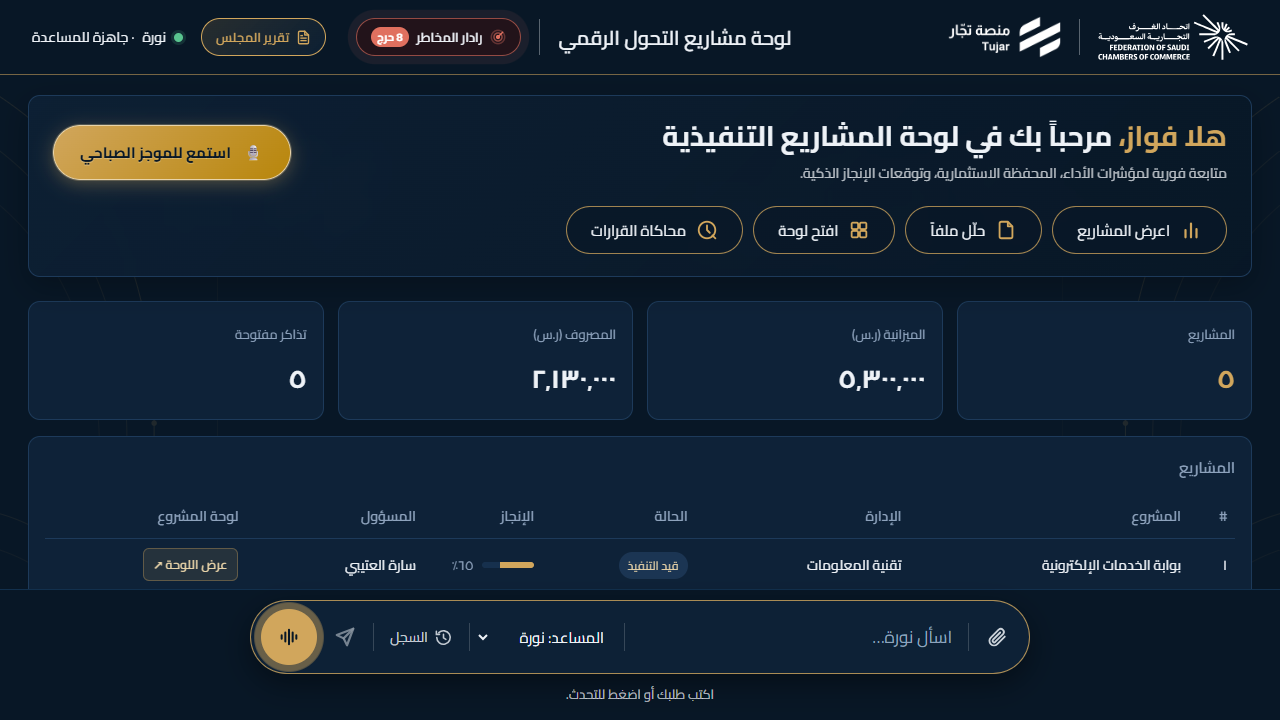 اتحاد الغرف
التجارية السعودية
FEDERATION OF SAUDI
CHAMBERS OF COMMERCE
منصة تجّار
Tujar
لوحة مشاريع التحول الرقمي
رادار المخاطر 8 حرج
تقرير المجلس
نورة · جاهزة للمساعدة
هلا فواز، مرحباً بك في لوحة المشاريع التنفيذية
متابعة فورية لمؤشرات الأداء، المحفظة الاستثمارية، وتوقعات الإنجاز الذكية.
استمع للموجز الصباحي
اعرض المشاريع
حلّل ملفاً
افتح لوحة
محاكاة القرارات
المشاريع
٥
الميزانية (ر.س)
٥,٣٠٠,٠٠٠
المصروف (ر.س)
٢,١٣٠,٠٠٠
تذاكر مفتوحة
٥
المشاريع
# المشروع الإدارة الحالة الإنجاز المسؤول لوحة المشروع
١ بوابة الخدمات الإلكترونية تقنية المعلومات قيد التنفيذ ٦٥٪ سارة العتيبي عرض اللوحة ↗
اسأل نورة...
المساعد: نورة
السجل
اكتب طلبك أو اضغط للتحدث.